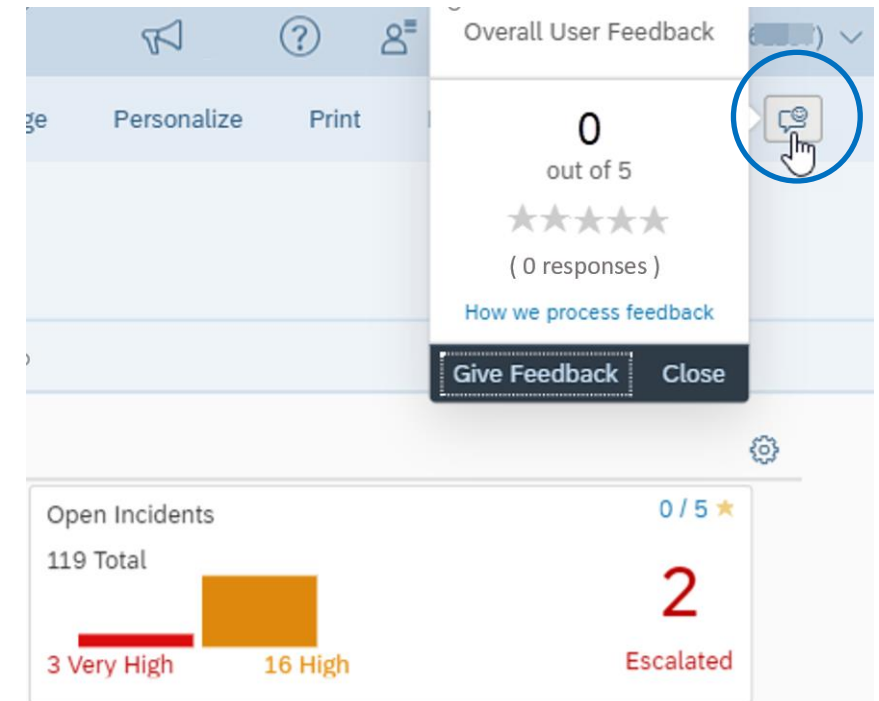 Overall User Feedback
)
ge Personalize Print
0
out of 5
( 0 responses )
How we process feedback
Give Feedback Close
Open Incidents 0 / 5
119 Total
2
3 Very High 16 High Escalated